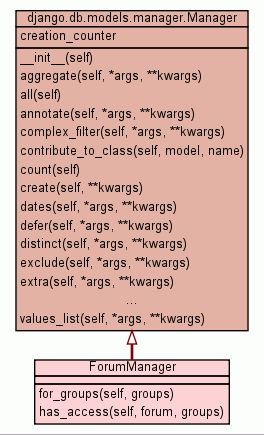 django.db.models.manager.Manager
creation_counter
__init__(self)
aggregate(self, *args, **kwargs)
all(self)
annotate(self, *args, **kwargs)
complex_filter(self, *args, **kwargs)
contribute_to_class(self, model, name)
count(self)
create(self, **kwargs)
dates(self, *args, **kwargs)
defer(self, *args, **kwargs)
distinct(self, *args, **kwargs)
exclude(self, *args, **kwargs)
extra(self, *args, **kwargs)
...
values_list(self, *args, **kwargs)
ForumManager
for_groups(self, groups)
has_access(self, forum, groups)